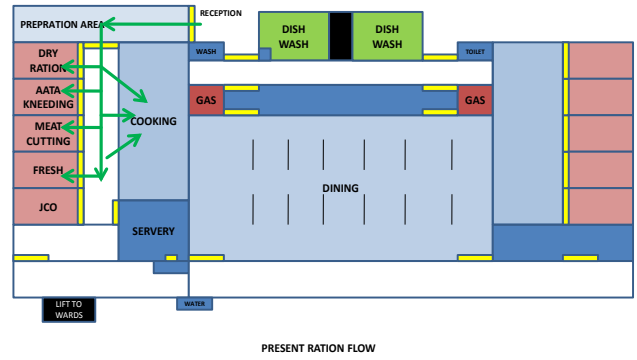 RECEPTION
PREPRATION AREA
DISH
WASH
DISH
WASH
DRY
RATION
WASH
TOILET
AATA
KNEEDING
GAS
GAS
COOKING
MEAT
CUTTING
FRESH
DINING
JCO
SERVERY
LIFT TO
WARDS
WATER
PRESENT RATION FLOW